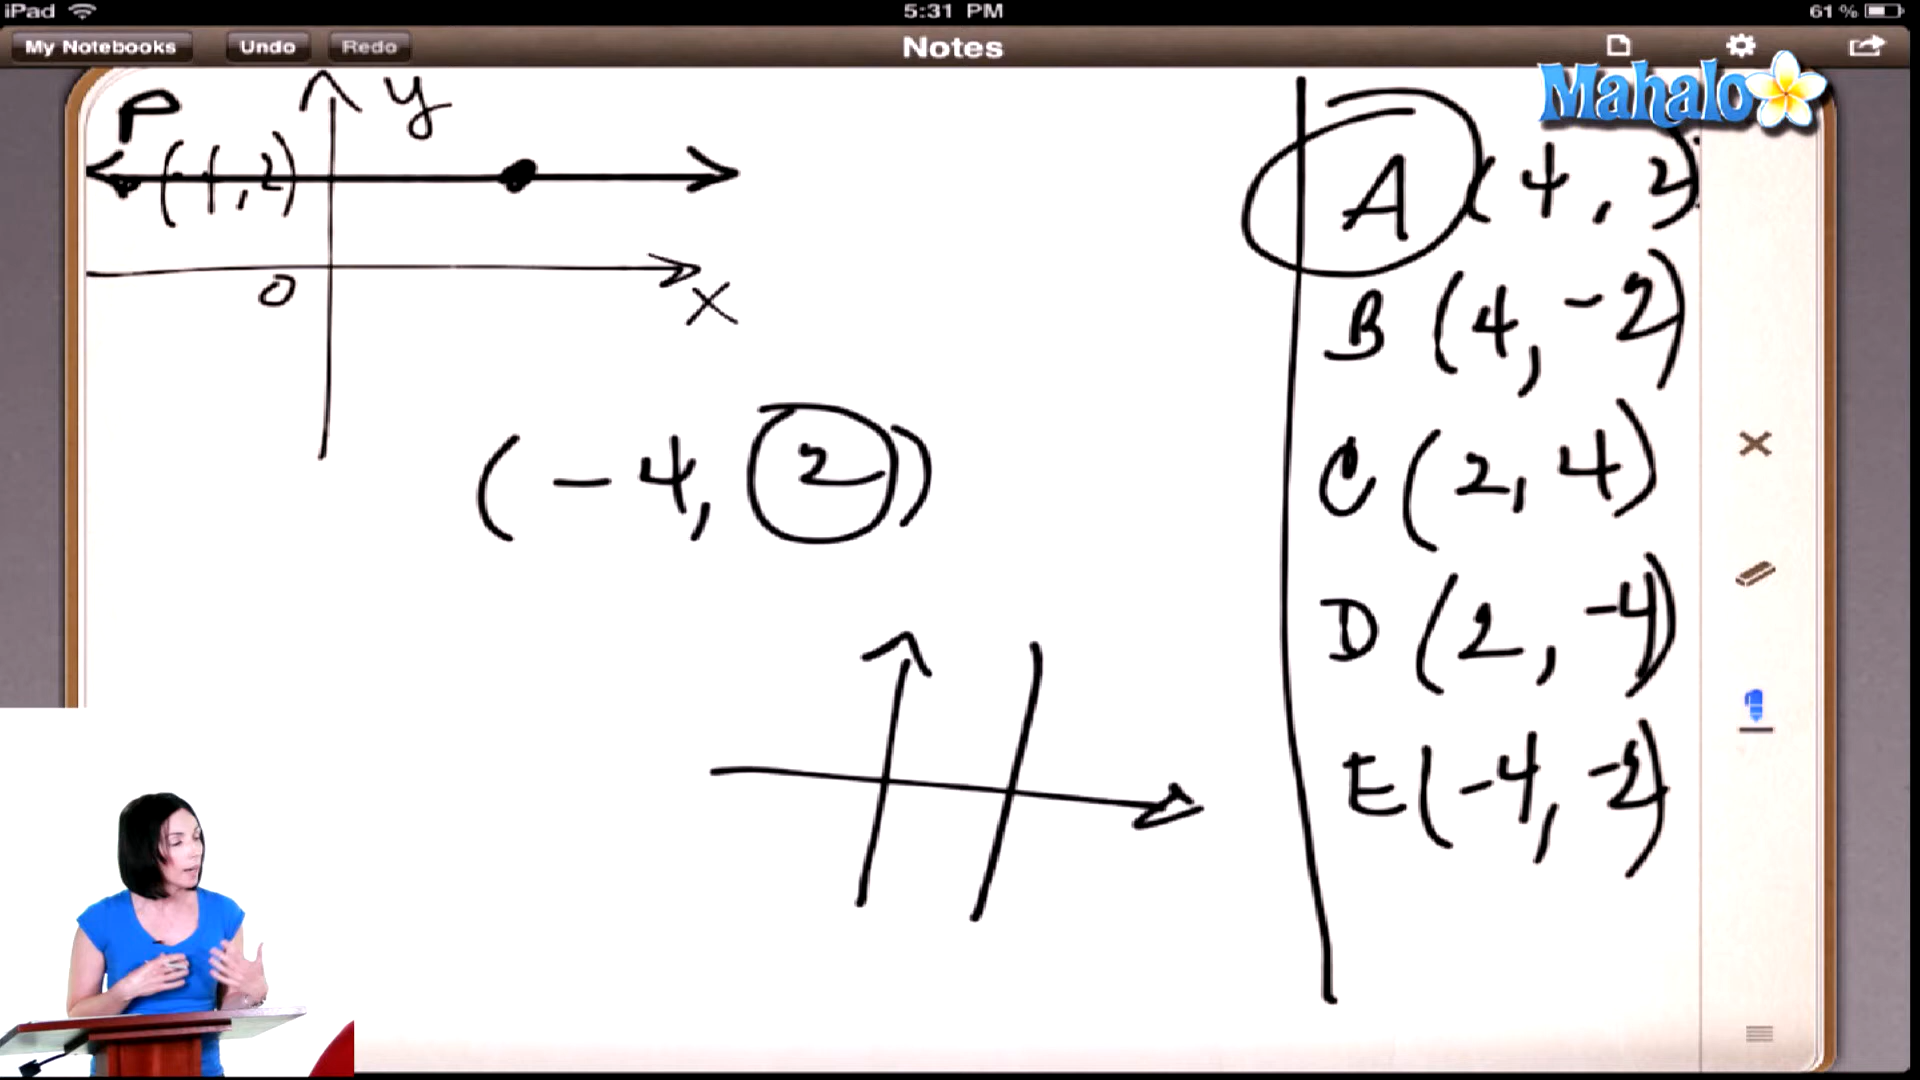 iPad 5:31 PM 61 %
My Notebooks Undo Redo Notes
Mahalo
P y
(-1, 2)
0 x
(-4, 2)
A (4, 2)
B (4, -2)
C (2, 4)
D (2, -4)
E (-4, -2)